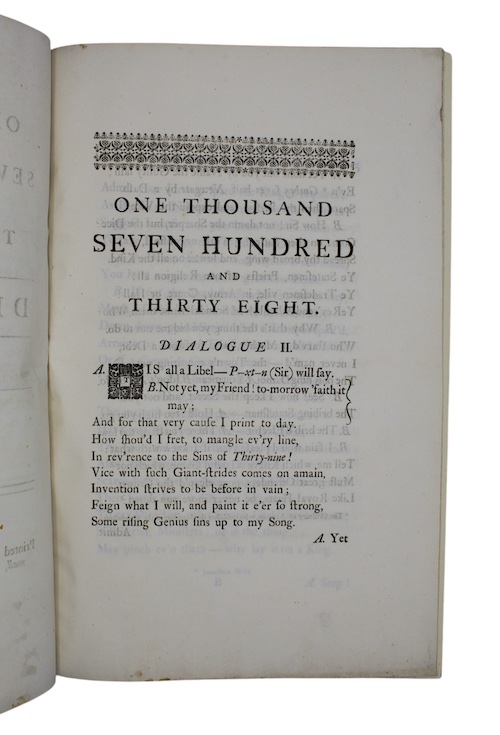 ONE THOUSAND
SEVEN HUNDRED
AND
THIRTY EIGHT.
DIALOGUE II.
A. 'TIS all a Libel—P--xt--n (Sir) will ſay.
B. Not yet, my Friend! to-morrow 'faith it
may;
And for that very cauſe I print to day.
How ſhou'd I fret, to mangle ev'ry line,
In rev'rence to the Sins of Thirty-nine!
Vice with ſuch Giant-ſtrides comes on amain,
Invention ſtrives to be before in vain;
Feign what I will, and paint it e'er ſo ſtrong,
Some riſing Genius ſins up to my Song.
A. Yet